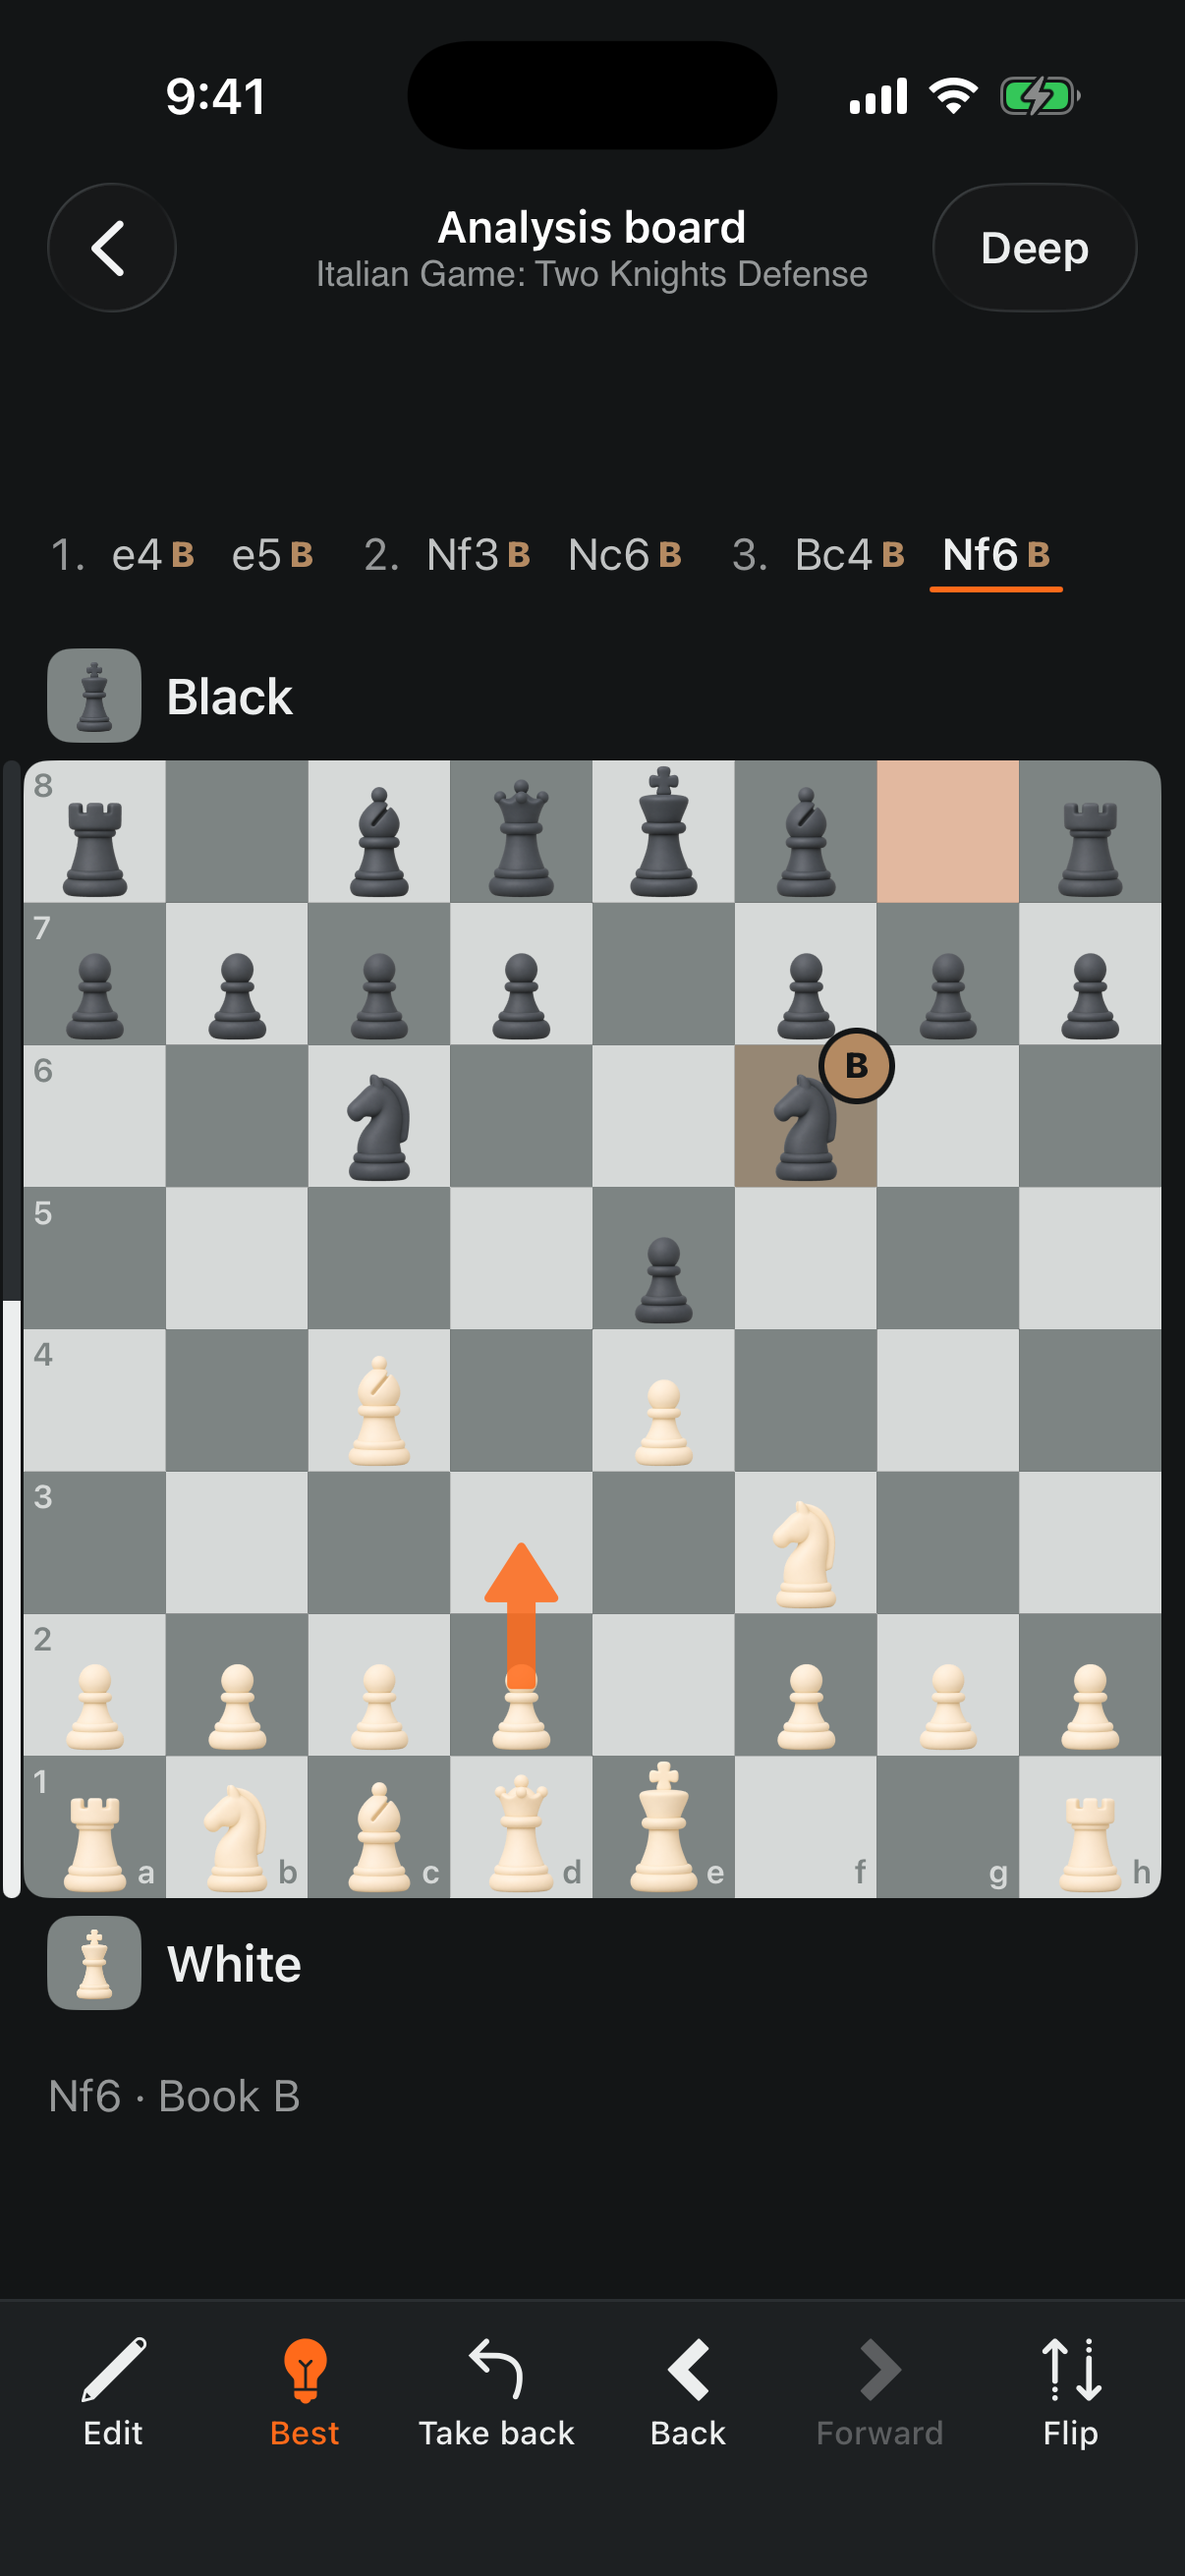 9:41
Analysis board
Italian Game: Two Knights Defense
Deep
1. e4 B e5 B 2. Nf3 B Nc6 B 3. Bc4 B Nf6 B
Black
8
7
6
B
5
4
3
2
1
a b c d e f g h
White
Nf6 · Book B
Edit Best Take back Back Forward Flip